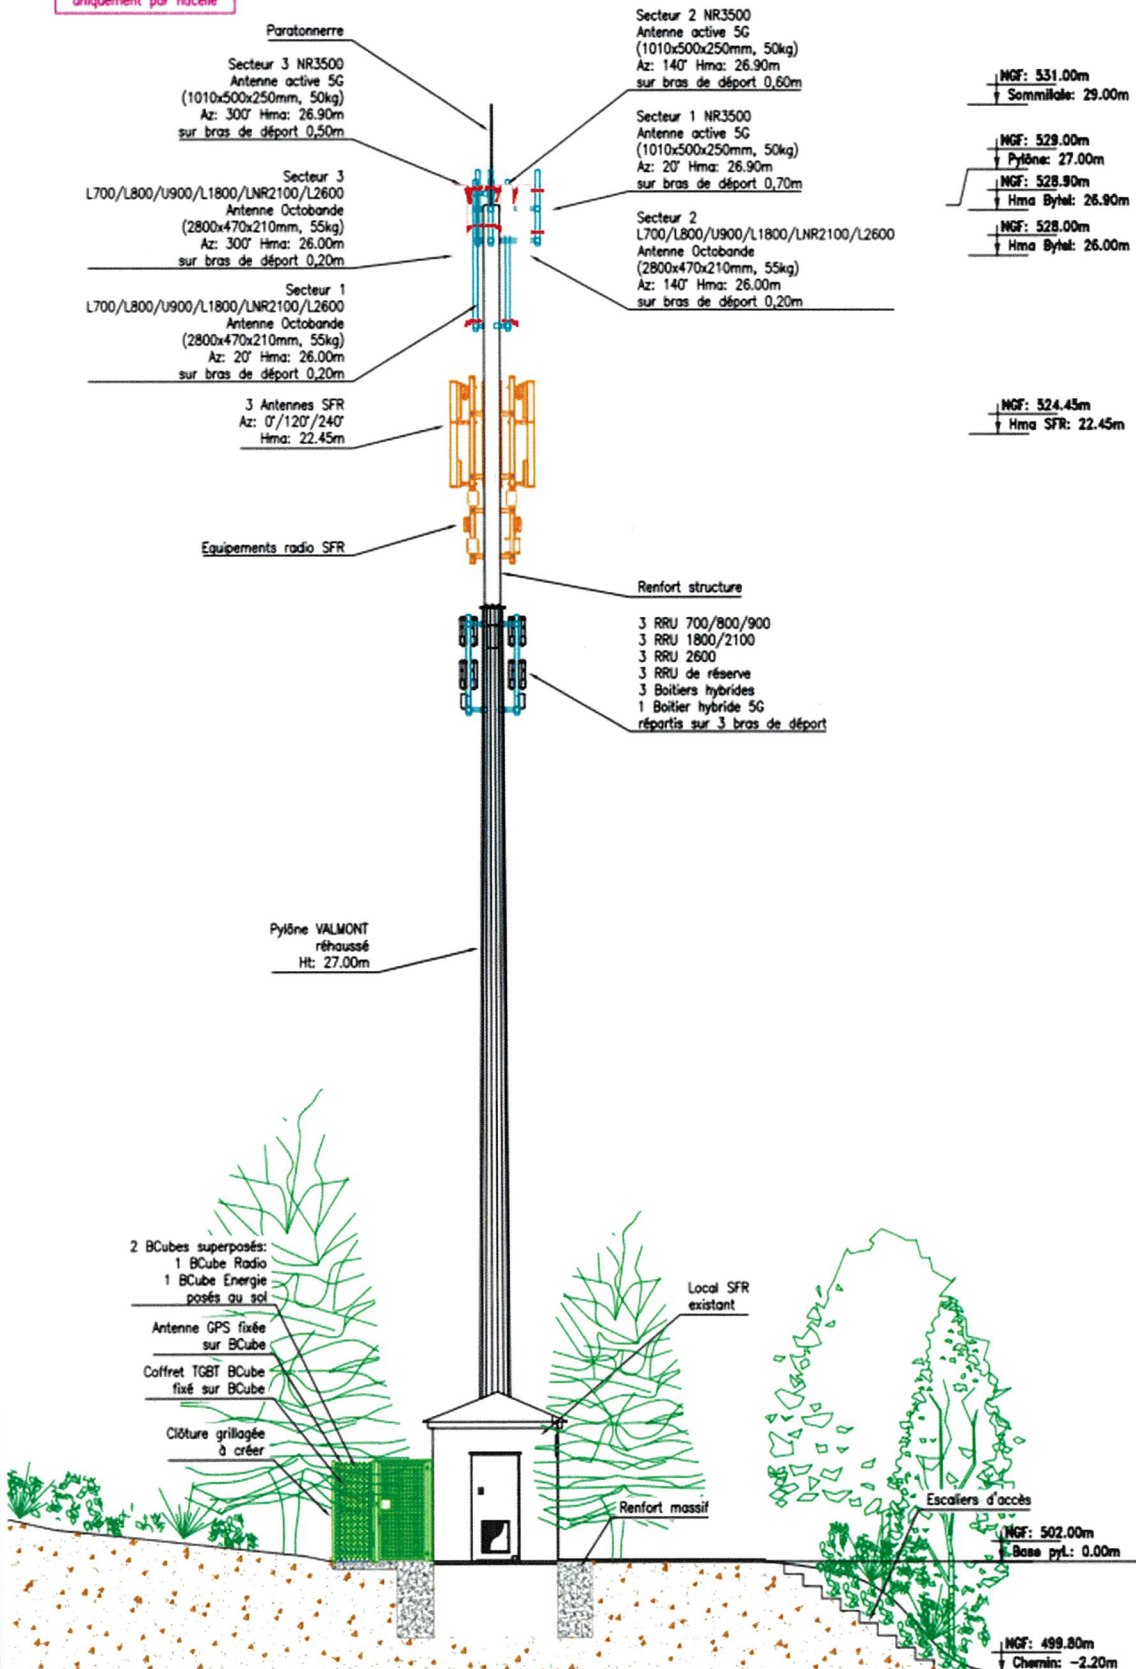 uniquement par nacelle
Paratonnerre
Secteur 3 NR3500
Antenne active 5G
(1010x500x250mm, 50kg)
Az: 300° Hma: 26.90m
sur bras de départ 0,50m
Secteur 3
L700/L800/U900/L1800/LNR2100/L2600
Antenne Octobande
(2800x470x210mm, 55kg)
Az: 300° Hma: 26.00m
sur bras de départ 0,20m
Secteur 1
L700/L800/U900/L1800/LNR2100/L2600
Antenne Octobande
(2800x470x210mm, 55kg)
Az: 20° Hma: 26.00m
sur bras de départ 0,20m
3 Antennes SFR
Az: 0°/120°/240°
Hma: 22.45m
Equipements radio SFR
Secteur 2 NR3500
Antenne active 5G
(1010x500x250mm, 50kg)
Az: 140° Hma: 26.90m
sur bras de départ 0,60m
Secteur 1 NR3500
Antenne active 5G
(1010x500x250mm, 50kg)
Az: 20° Hma: 26.90m
sur bras de départ 0,70m
Secteur 2
L700/L800/U900/L1800/LNR2100/L2600
Antenne Octobande
(2800x470x210mm, 55kg)
Az: 140° Hma: 26.00m
sur bras de départ 0,20m
NGF: 531.00m
Sommitale: 29.00m
NGF: 529.00m
Pylône: 27.00m
NGF: 528.90m
Hma Bytel: 26.90m
NGF: 528.00m
Hma Bytel: 26.00m
NGF: 524.45m
Hma SFR: 22.45m
Renfort structure
3 RRU 700/800/900
3 RRU 1800/2100
3 RRU 2600
3 RRU de réserve
3 Boitiers hybrides
1 Boitier hybride 5G
répartis sur 3 bras de départ
Pylône VALMONT
réhaussé
Ht: 27.00m
2 BCubes superposés:
1 BCube Radio
1 BCube Energie
posés au sol
Antenne GPS fixée
sur BCube
Coffret TGBT BCube
fixé sur BCube
Clôture grillagée
à créer
Local SFR
existant
Renfort massif
Escaliers d'accès
NGF: 502.00m
Base pyl.: 0.00m
NGF: 499.80m
Chemin: -2.20m